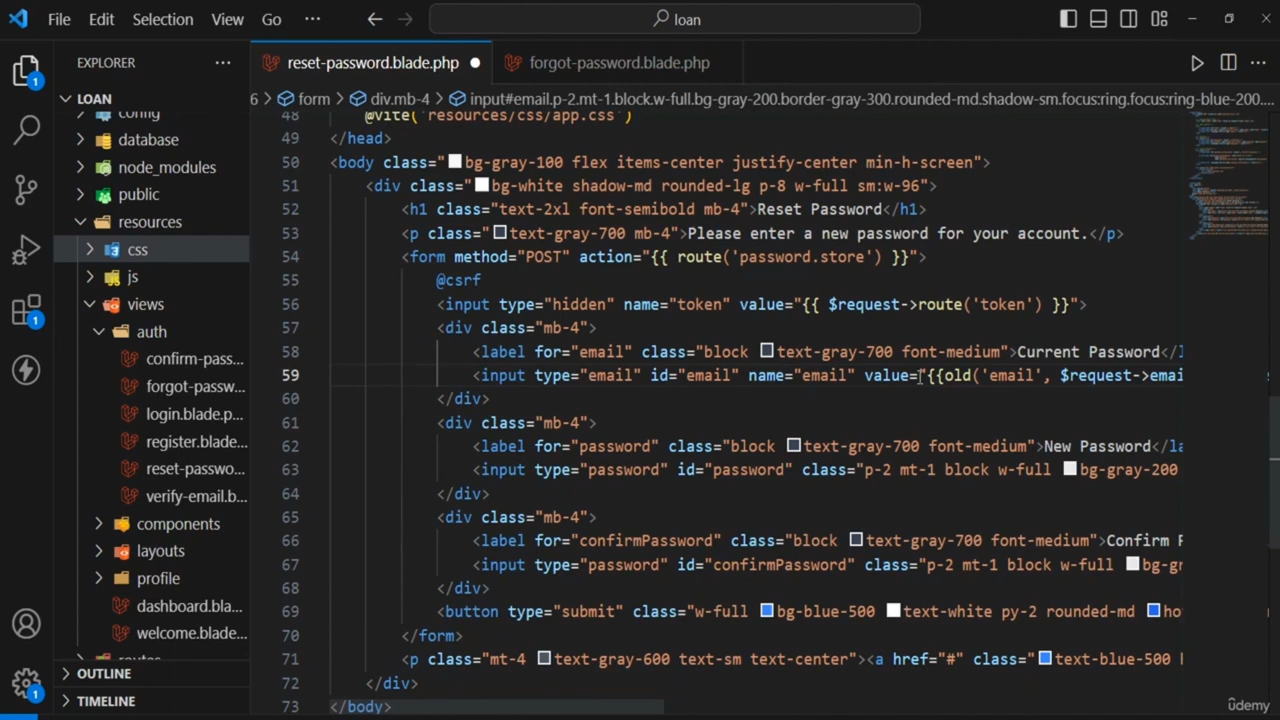 File Edit Selection View Go ··· loan
EXPLORER ···
reset-password.blade.php
forgot-password.blade.php
6 form div.mb-4 input#email.p-2.mt-1.block.w-full.bg-gray-200.border-gray-300.rounded-md.shadow-sm.focus:ring.focus:ring-blue-200....
LOAN
config
database
node_modules
public
resources
css
js
views
auth
confirm-pass...
forgot-passw...
login.blade.p...
register.blade...
reset-passwo...
verify-email.b...
components
layouts
profile
dashboard.bla...
welcome.blade...
routes
OUTLINE
TIMELINE
1
1
1
48 @vite('resources/css/app.css')
49 </head>
50 <body class="bg-gray-100 flex items-center justify-center min-h-screen">
51 <div class="bg-white shadow-md rounded-lg p-8 w-full sm:w-96">
52 <h1 class="text-2xl font-semibold mb-4">Reset Password</h1>
53 <p class="text-gray-700 mb-4">Please enter a new password for your account.</p>
54 <form method="POST" action="{{ route('password.store') }}">
55 @csrf
56 <input type="hidden" name="token" value="{{ $request->route('token') }}">
57 <div class="mb-4">
58 <label for="email" class="block text-gray-700 font-medium">Current Password</l
59 <input type="email" id="email" name="email" value="{{old('email', $request->emai
60 </div>
61 <div class="mb-4">
62 <label for="password" class="block text-gray-700 font-medium">New Password</la
63 <input type="password" id="password" class="p-2 mt-1 block w-full bg-gray-200
64 </div>
65 <div class="mb-4">
66 <label for="confirmPassword" class="block text-gray-700 font-medium">Confirm P
67 <input type="password" id="confirmPassword" class="p-2 mt-1 block w-full bg-gr
68 </div>
69 <button type="submit" class="w-full bg-blue-500 text-white py-2 rounded-md ho
70 </form>
71 <p class="mt-4 text-gray-600 text-sm text-center"><a href="#" class="text-blue-500 h
72 </div>
73 </body>
ûdemy